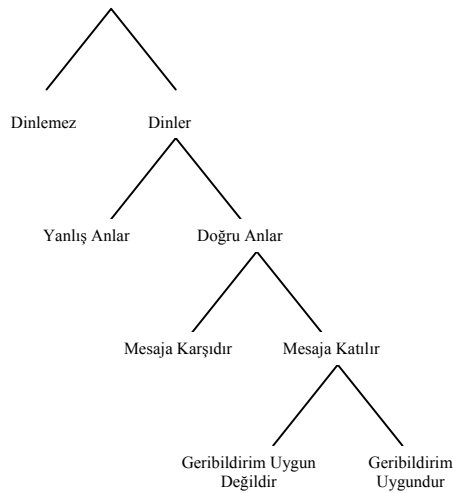 Dinlemez
Dinler
Yanlış Anlar
Doğru Anlar
Mesaja Karşıdır
Mesaja Katılır
Geribildirim Uygun
Değildir
Geribildirim
Uygundur